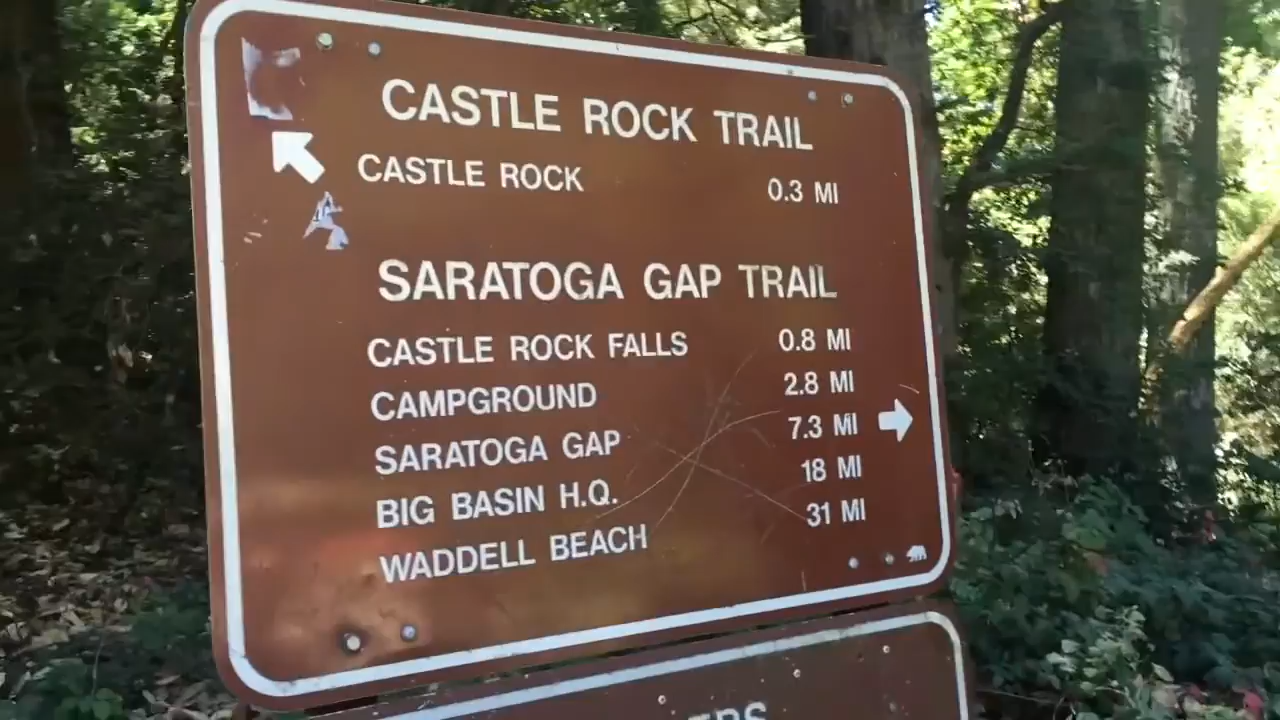 CASTLE ROCK TRAIL
CASTLE ROCK 0.3 MI
SARATOGA GAP TRAIL
CASTLE ROCK FALLS 0.8 MI
CAMPGROUND 2.8 MI
SARATOGA GAP 7.3 MI
BIG BASIN H.Q. 18 MI
WADDELL BEACH 31 MI